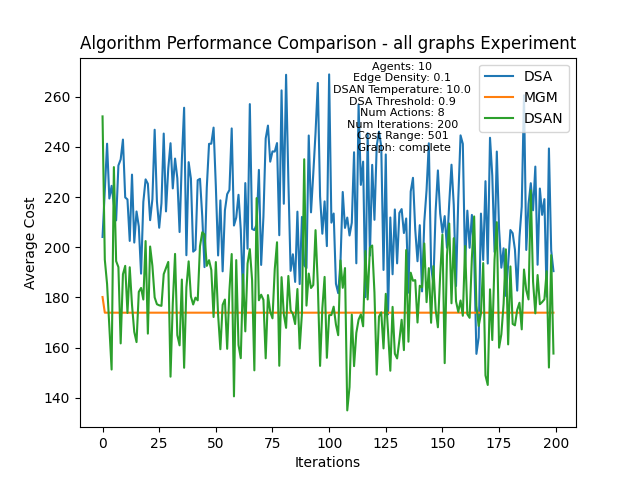 Algorithm Performance Comparison - all graphs Experiment
Agents: 10
Edge Density: 0.1
DSAN Temperature: 10.0
DSA Threshold: 0.9
Num Actions: 8
Num Iterations: 200
Cost Range: 501
Graph: complete
DSA
MGM
DSAN
Average Cost
260
240
220
200
180
160
140
0
25
50
75
100
125
150
175
200
Iterations